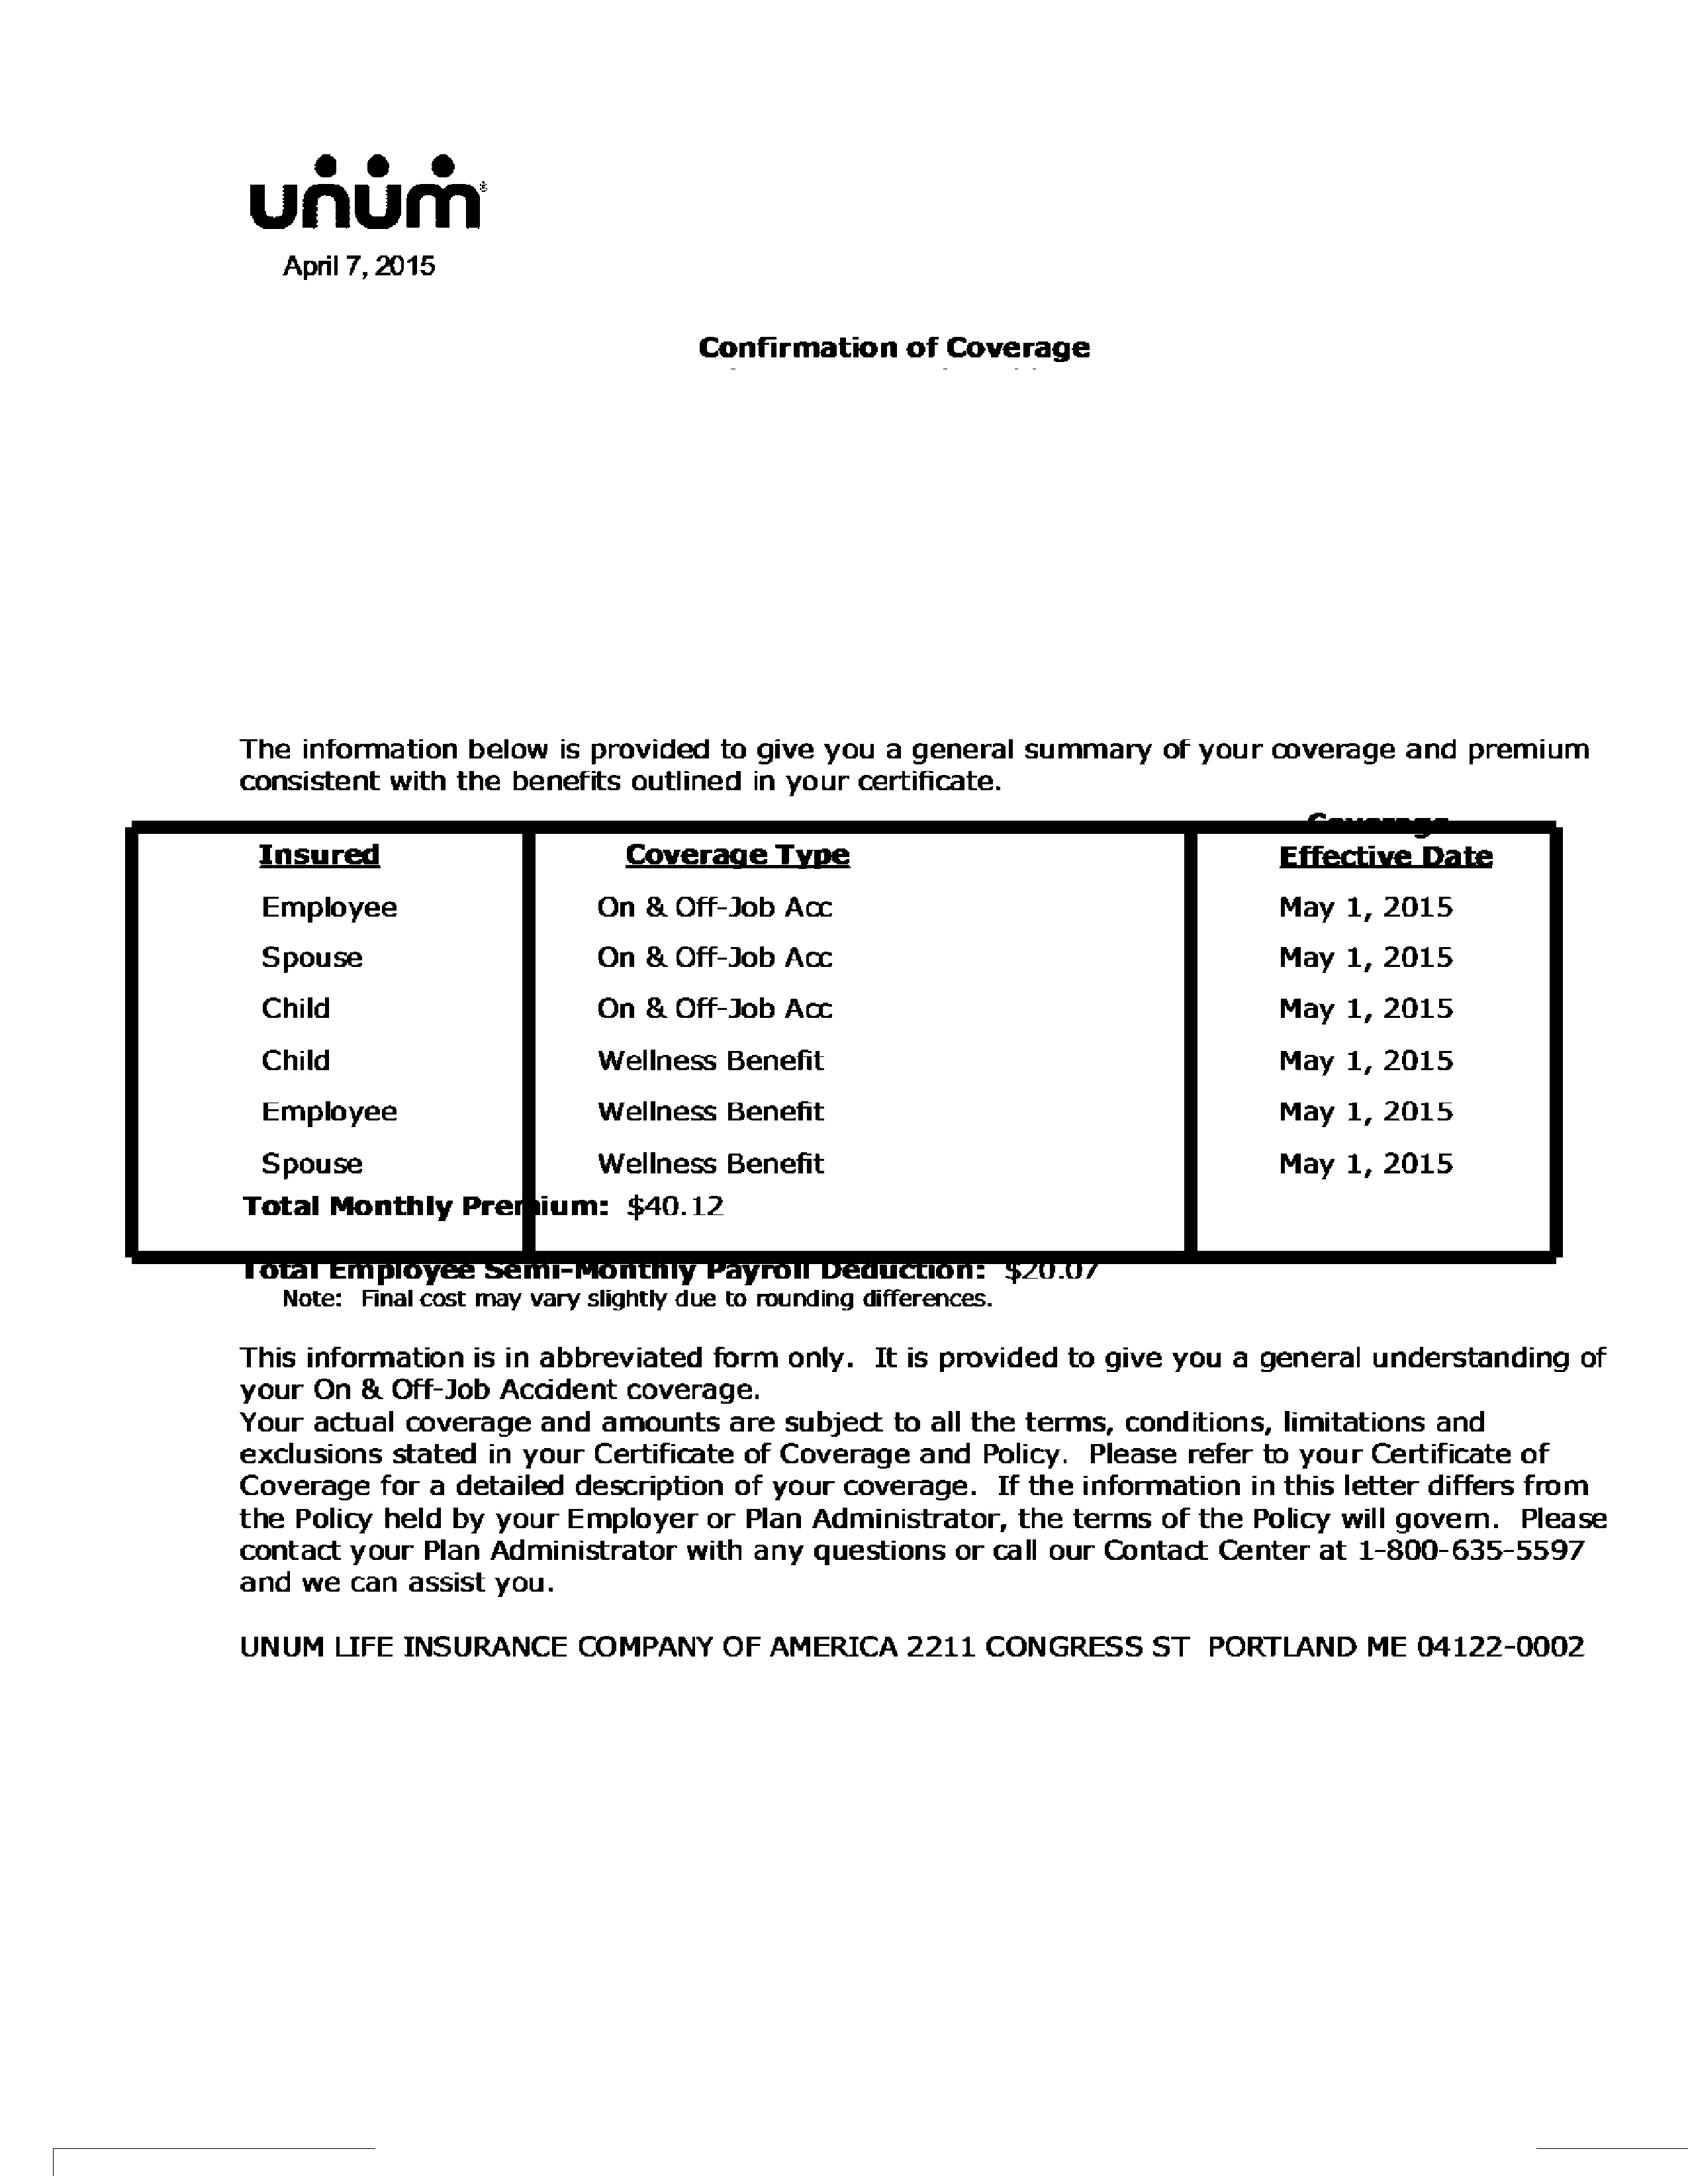 unum®
April 7, 2015
Confirmation of Coverage
The information below is provided to give you a general summary of your coverage and premium
consistent with the benefits outlined in your certificate.
Coverage
Insured Coverage Type Effective Date
Employee On & Off-Job Acc May 1, 2015
Spouse On & Off-Job Acc May 1, 2015
Child On & Off-Job Acc May 1, 2015
Child Wellness Benefit May 1, 2015
Employee Wellness Benefit May 1, 2015
Spouse Wellness Benefit May 1, 2015
Total Monthly Premium: $40.12
Total Employee Semi-Monthly Payroll Deduction: $20.07
Note: Final cost may vary slightly due to rounding differences.
This information is in abbreviated form only. It is provided to give you a general understanding of
your On & Off-Job Accident coverage.
Your actual coverage and amounts are subject to all the terms, conditions, limitations and
exclusions stated in your Certificate of Coverage and Policy. Please refer to your Certificate of
Coverage for a detailed description of your coverage. If the information in this letter differs from
the Policy held by your Employer or Plan Administrator, the terms of the Policy will govern. Please
contact your Plan Administrator with any questions or call our Contact Center at 1-800-635-5597
and we can assist you.
UNUM LIFE INSURANCE COMPANY OF AMERICA 2211 CONGRESS ST PORTLAND ME 04122-0002